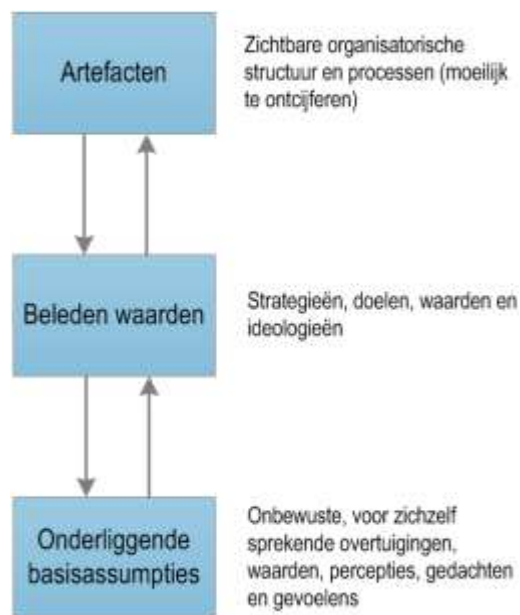 Artefacten
Zichtbare organisatorische
structuur en processen (moeilijk
te ontcijferen)
Beleden waarden
Strategieën, doelen, waarden en
ideologieën
Onderliggende
basisassumpties
Onbewuste, voor zichzelf
sprekende overtuigingen,
waarden, percepties, gedachten
en gevoelens